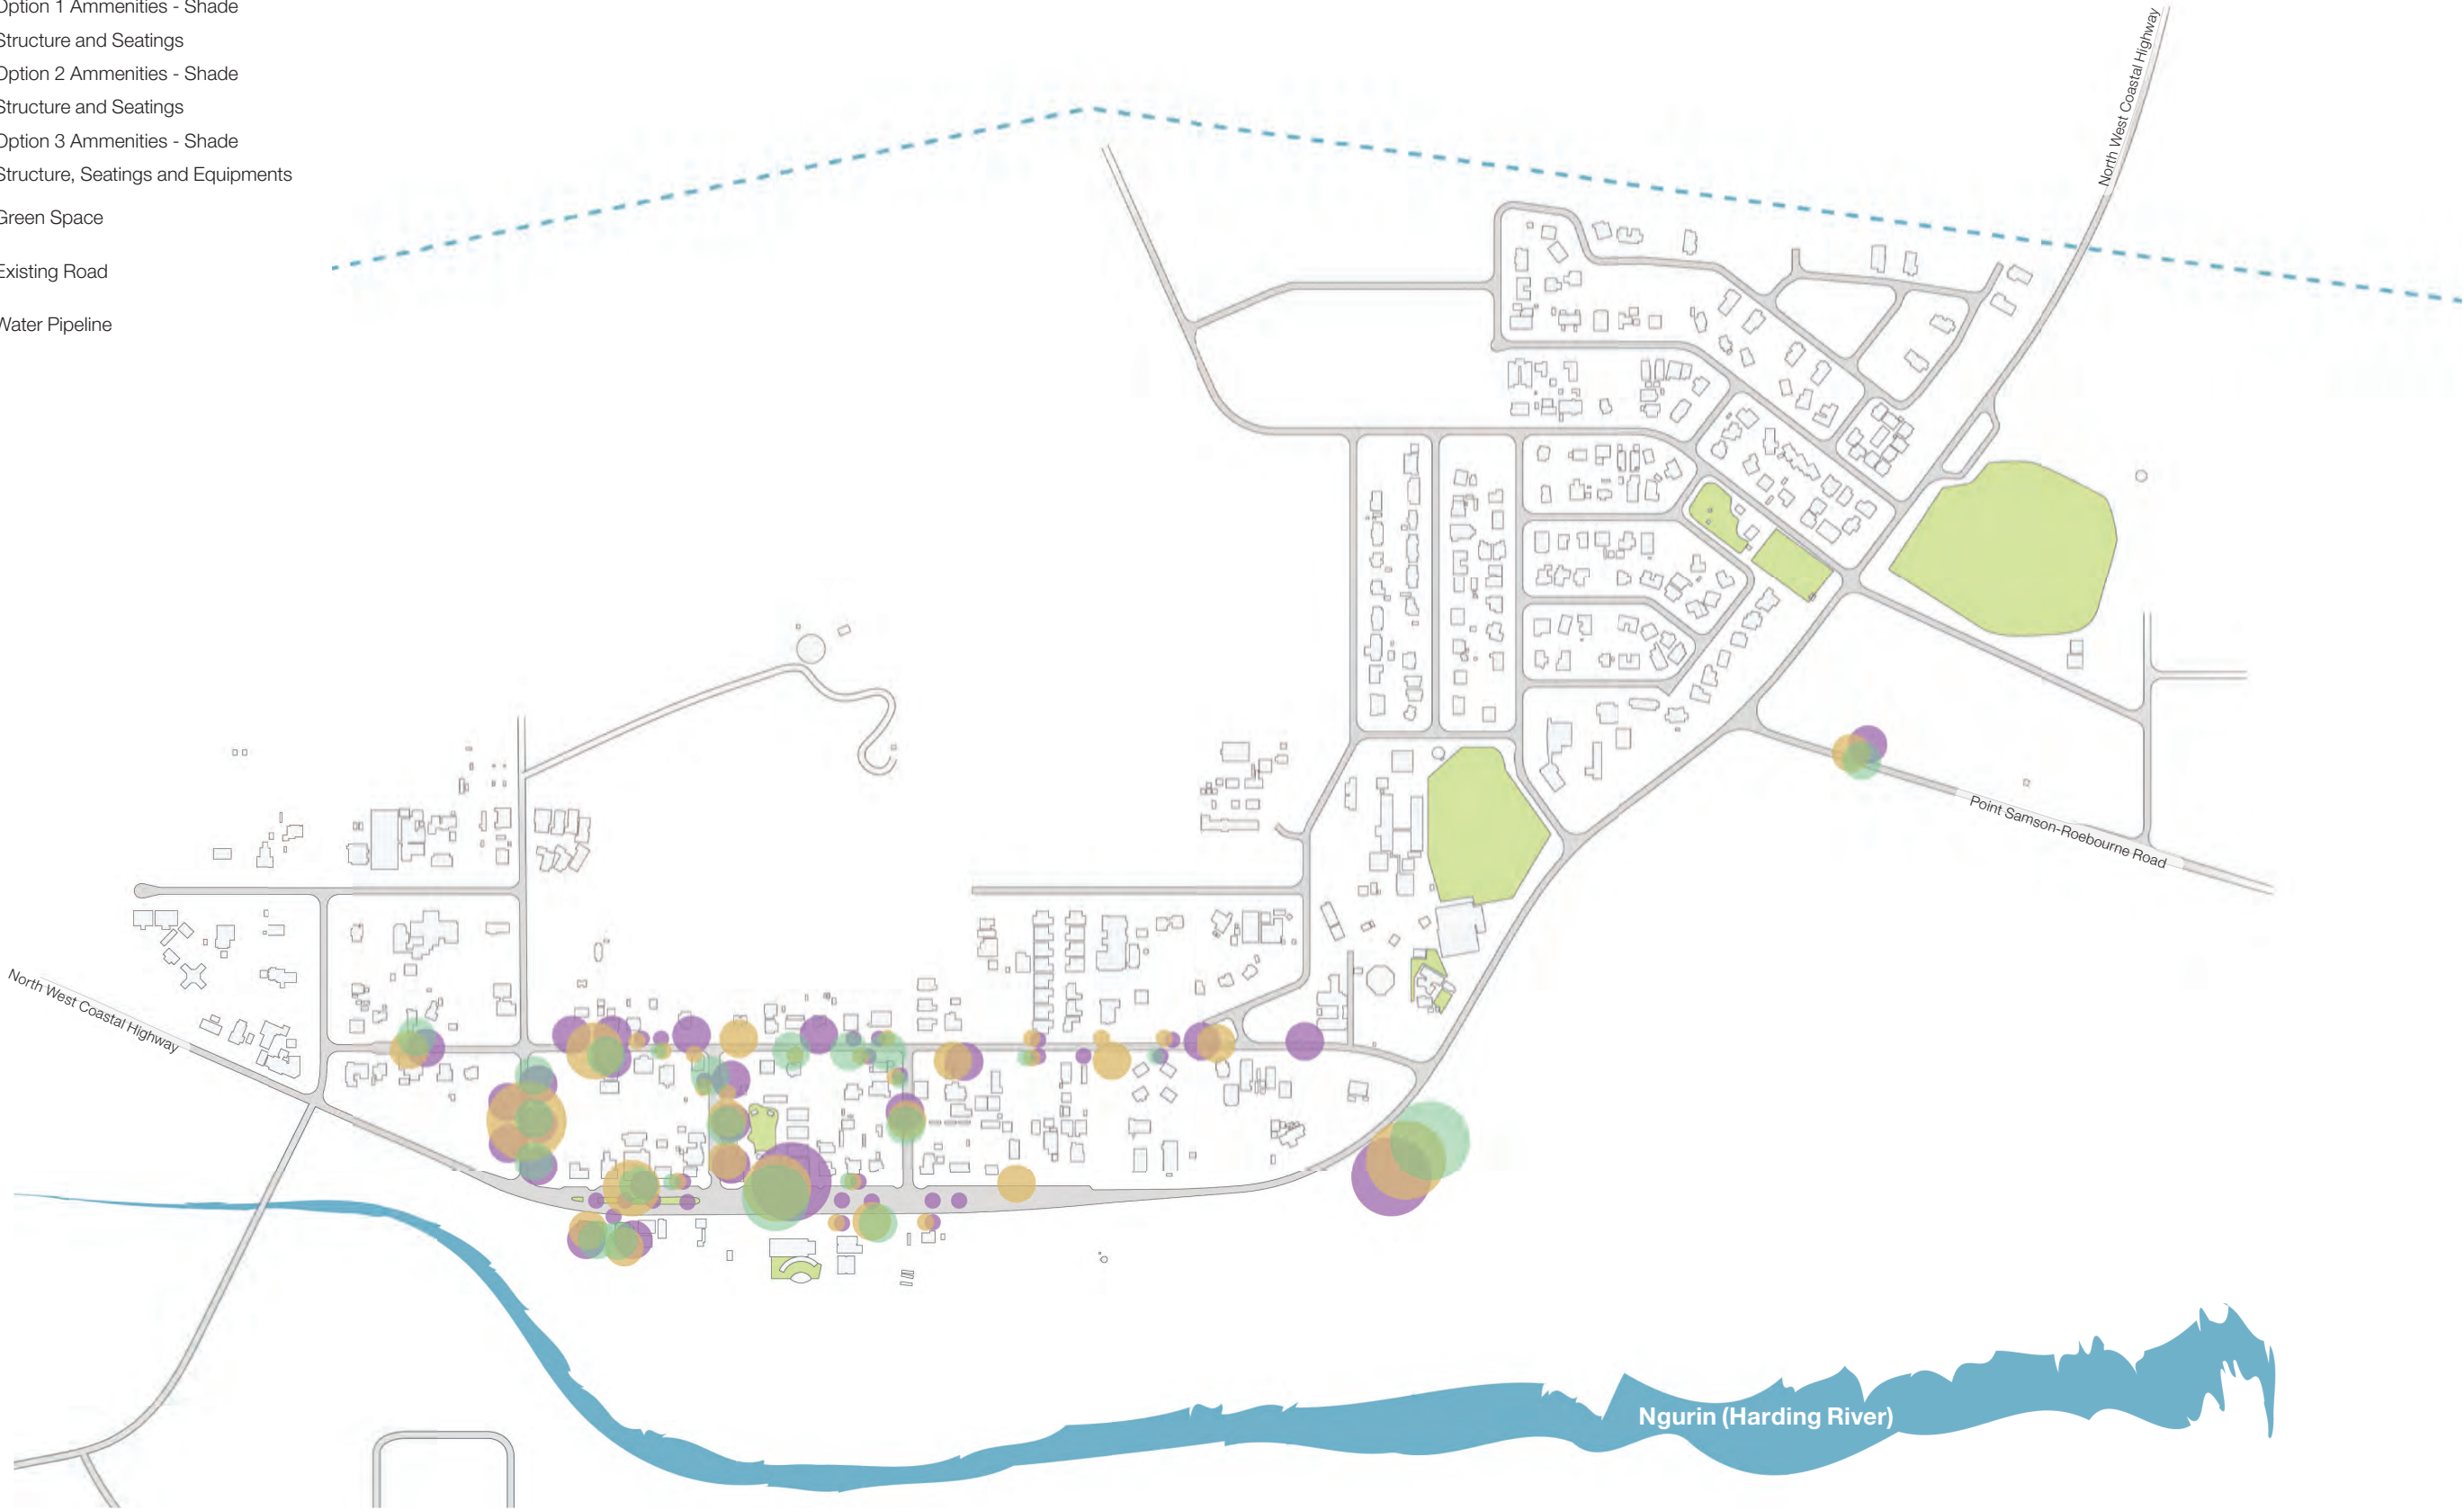 Option 1 Ammenities - Shade
Structure and Seatings
Option 2 Ammenities - Shade
Structure and Seatings
Option 3 Ammenities - Shade
Structure, Seatings and Equipments
Green Space
Existing Road
Water Pipeline
North West Coastal Highway
Point Samson-Roebourne Road
North West Coastal Highway
Ngurin (Harding River)